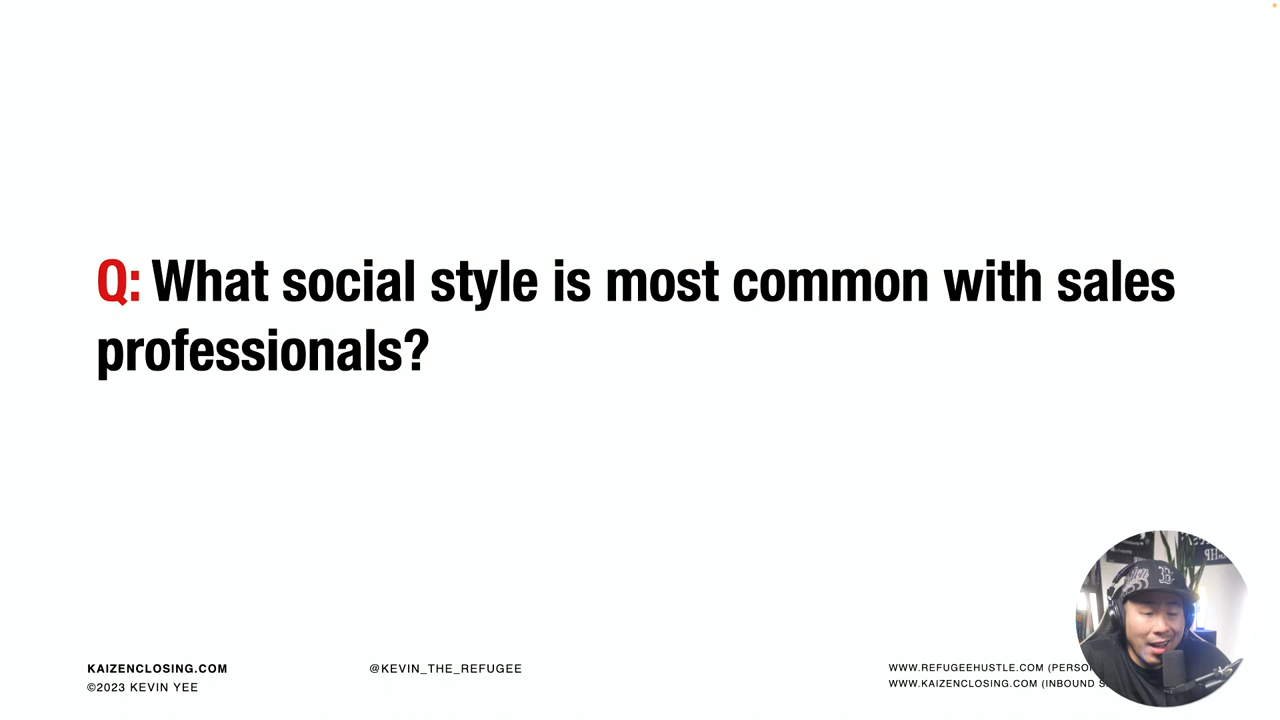 Q: What social style is most common with sales
professionals?
KAIZENCLOSING.COM
©2023 KEVIN YEE
@KEVIN_THE_REFUGEE
WWW.REFUGEEHUSTLE.COM
WWW.KAIZENCLOSING.COM (INBOUND